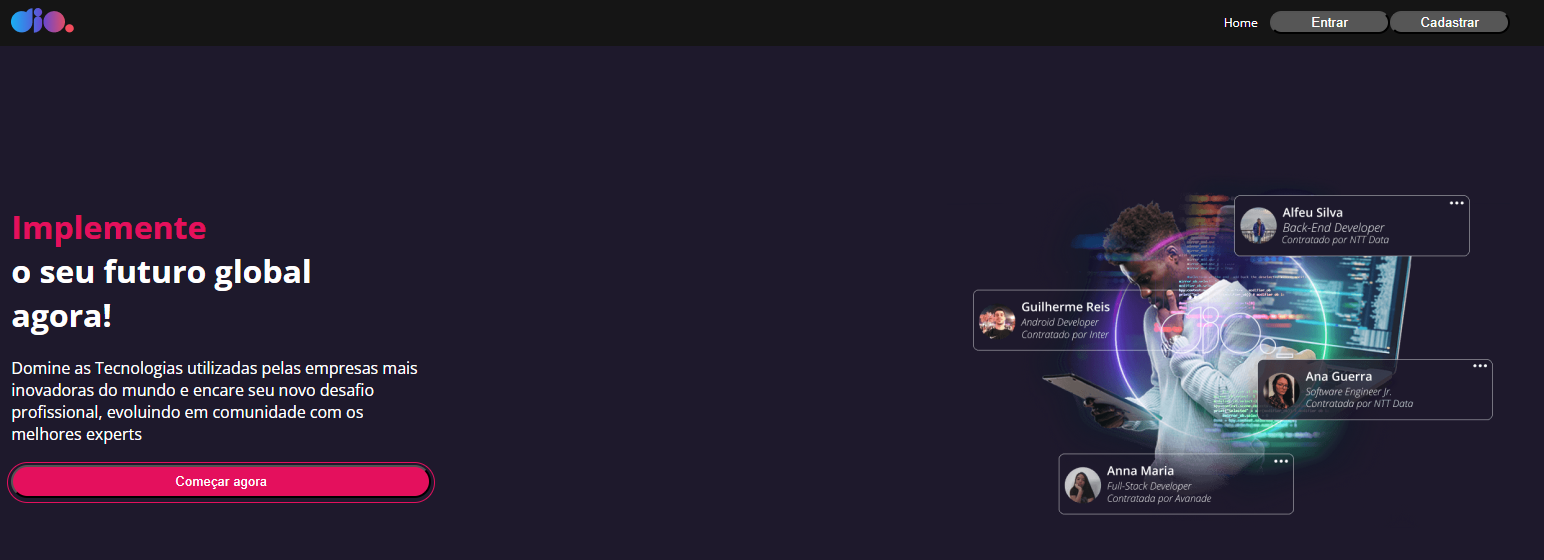 dio.
Home
Entrar
Cadastrar
Implemente
o seu futuro global
agora!
Domine as Tecnologias utilizadas pelas empresas mais
inovadoras do mundo e encare seu novo desafio
profissional, evoluindo em comunidade com os
melhores experts
Começar agora
Alfeu Silva
Back-End Developer
Contratado por NTT Data
Guilherme Reis
Android Developer
Contratado por Inter
dio.
Ana Guerra
Software Engineer Jr.
Contratada por NTT Data
Anna Maria
Full-Stack Developer
Contratada por Avanade